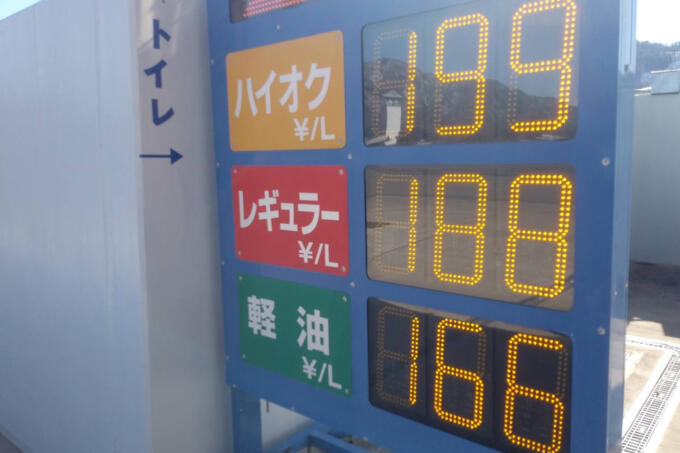 トイレ
→
ハイオク
¥/L
199
レギュラー
¥/L
188
軽油
¥/L
166